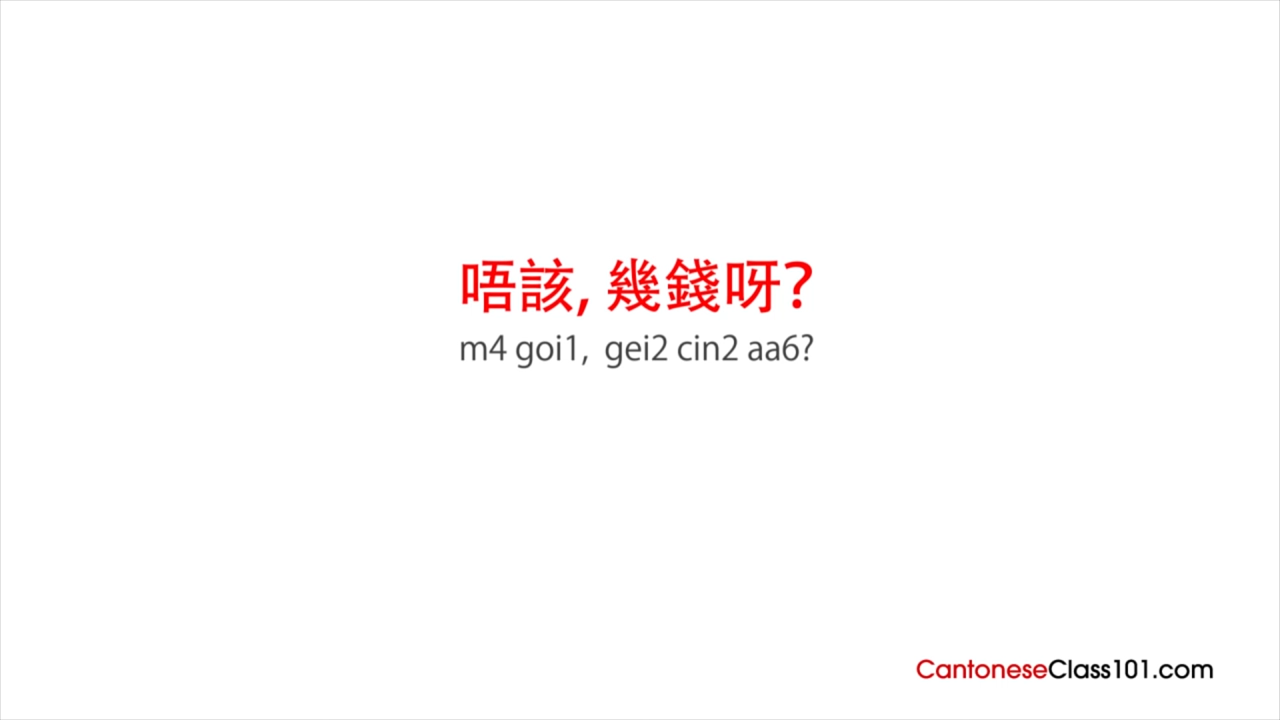 唔該, 幾錢呀?
m4 goi1, gei2 cin2 aa6?
CantoneseClass101.com